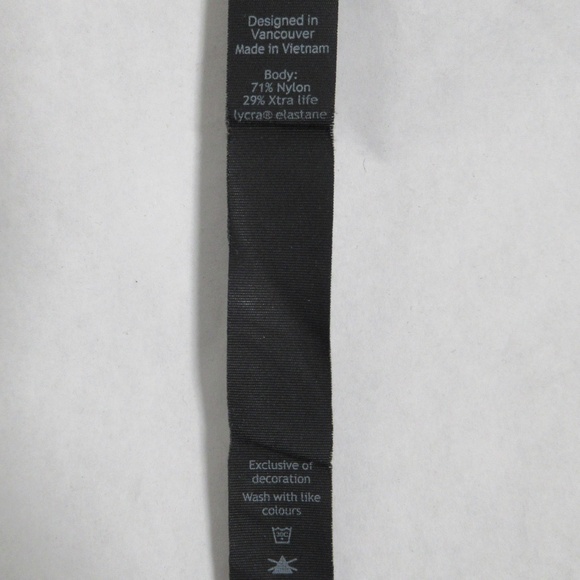 Designed in
Vancouver
Made in Vietnam
Body:
71% Nylon
29% Xtra life
lycra® elastane
Exclusive of
decoration
Wash with like
colours
30C